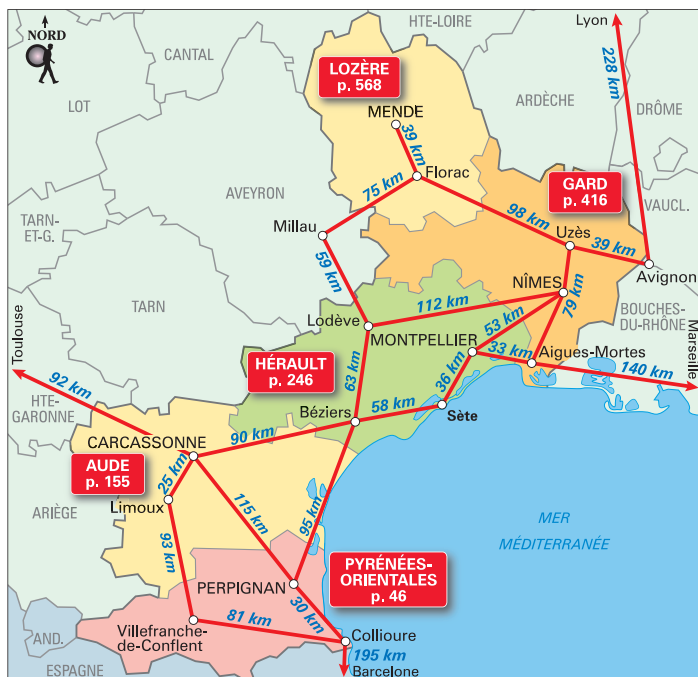 NORD
HTE-LOIRE
Lyon
CANTAL
LOZÈRE
p. 568
228 km
ARDÈCHE
DRÔME
LOT
MENDE
39 km
Florac
75 km
AVEYRON
GARD
p. 416
98 km
VAUCL.
Uzès
39 km
Avignon
TARN-
ET-G.
Millau
59 km
NÎMES
79 km
TARN
112 km
BOUCHES-
DU-RHÔNE
Lodève
53 km
MONTPELLIER
33 km
Aigues-Mortes
Marseille
140 km
Toulouse
92 km
HÉRAULT
p. 246
63 km
36 km
HTE-
GARONNE
Béziers
58 km
Sète
CARCASSONNE
90 km
AUDE
p. 155
25 km
Limoux
115 km
95 km
ARIÈGE
93 km
MER
MÉDITERRANÉE
PYRÉNÉES-
ORIENTALES
p. 46
PERPIGNAN
30 km
81 km
Villefranche-
de-Conflent
Collioure
AND.
195 km
ESPAGNE
Barcelone